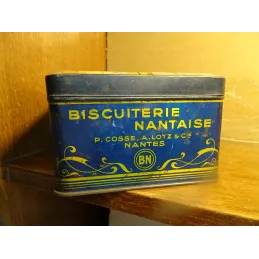 BISCUITERIE
NANTAISE
P. COSSE, A. LOTZ & Cie
NANTES
BN